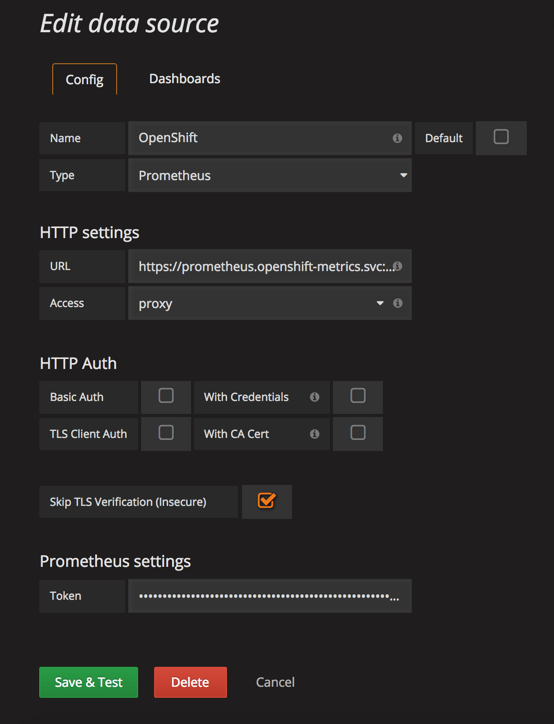 Edit data source
Config Dashboards
Name OpenShift Default
Type Prometheus
HTTP settings
URL https://prometheus.openshift-metrics.svc:...
Access proxy
HTTP Auth
Basic Auth With Credentials
TLS Client Auth With CA Cert
Skip TLS Verification (Insecure)
Prometheus settings
Token
Save & Test Delete Cancel